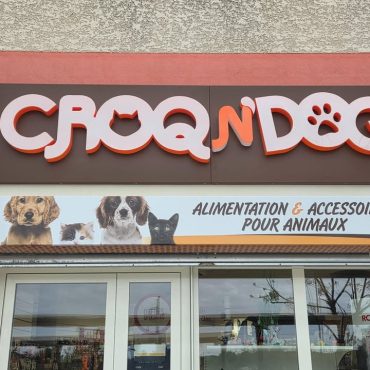 CROQ N'DOG
ALIMENTATION & ACCESSOI
POUR ANIMAUX